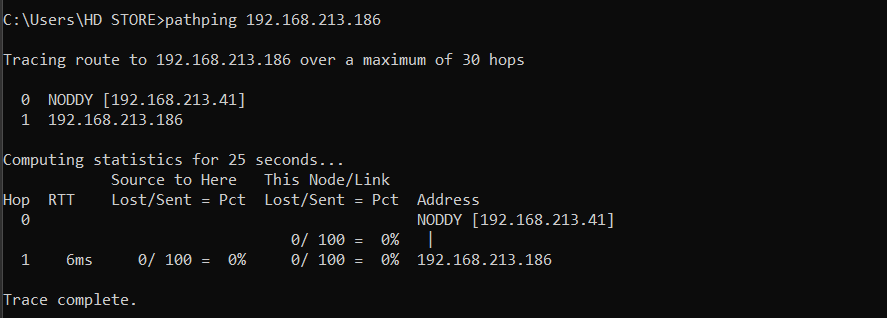 C:\Users\HD STORE>pathping 192.168.213.186
Tracing route to 192.168.213.186 over a maximum of 30 hops
0 NODDY [192.168.213.41]
1 192.168.213.186
Computing statistics for 25 seconds...
Source to Here This Node/Link
Hop RTT Lost/Sent = Pct Lost/Sent = Pct Address
0 NODDY [192.168.213.41]
0/ 100 = 0% |
1 6ms 0/ 100 = 0% 0/ 100 = 0% 192.168.213.186
Trace complete.